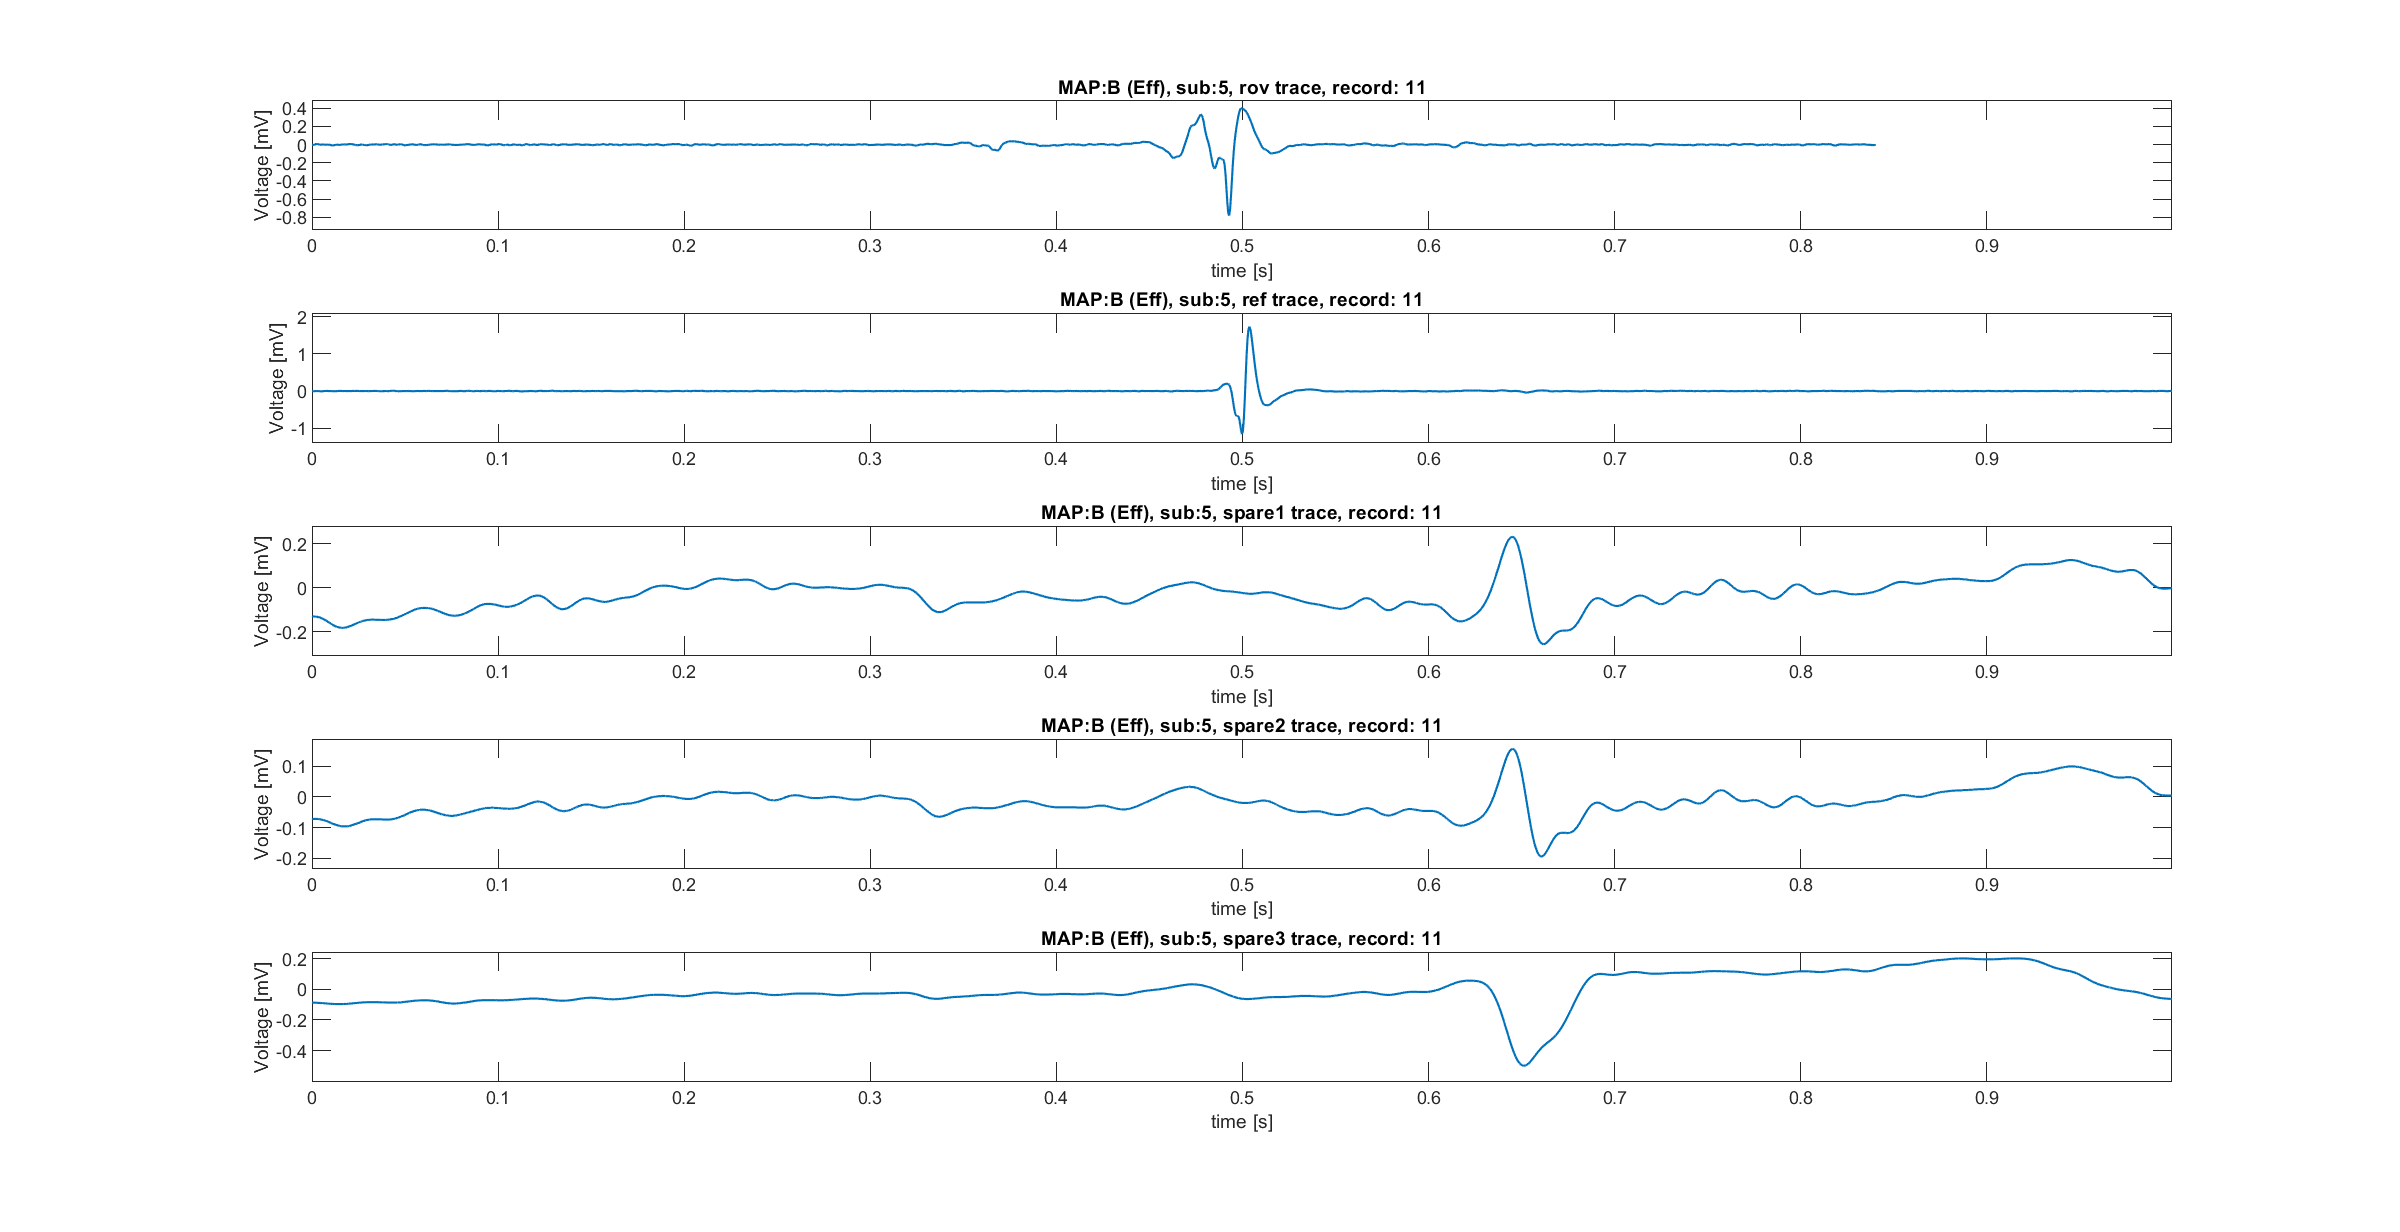 MAP:B (Eff), sub:5, rov trace, record: 11
Voltage [mV]
0.4
0.2
0
-0.2
-0.4
-0.6
-0.8
0 0.1 0.2 0.3 0.4 0.5 0.6 0.7 0.8 0.9
time [s]
MAP:B (Eff), sub:5, ref trace, record: 11
Voltage [mV]
2
1
0
-1
0 0.1 0.2 0.3 0.4 0.5 0.6 0.7 0.8 0.9
time [s]
MAP:B (Eff), sub:5, spare1 trace, record: 11
Voltage [mV]
0.2
0
-0.2
0 0.1 0.2 0.3 0.4 0.5 0.6 0.7 0.8 0.9
time [s]
MAP:B (Eff), sub:5, spare2 trace, record: 11
Voltage [mV]
0.1
0
-0.1
-0.2
0 0.1 0.2 0.3 0.4 0.5 0.6 0.7 0.8 0.9
time [s]
MAP:B (Eff), sub:5, spare3 trace, record: 11
Voltage [mV]
0.2
0
-0.2
-0.4
0 0.1 0.2 0.3 0.4 0.5 0.6 0.7 0.8 0.9
time [s]